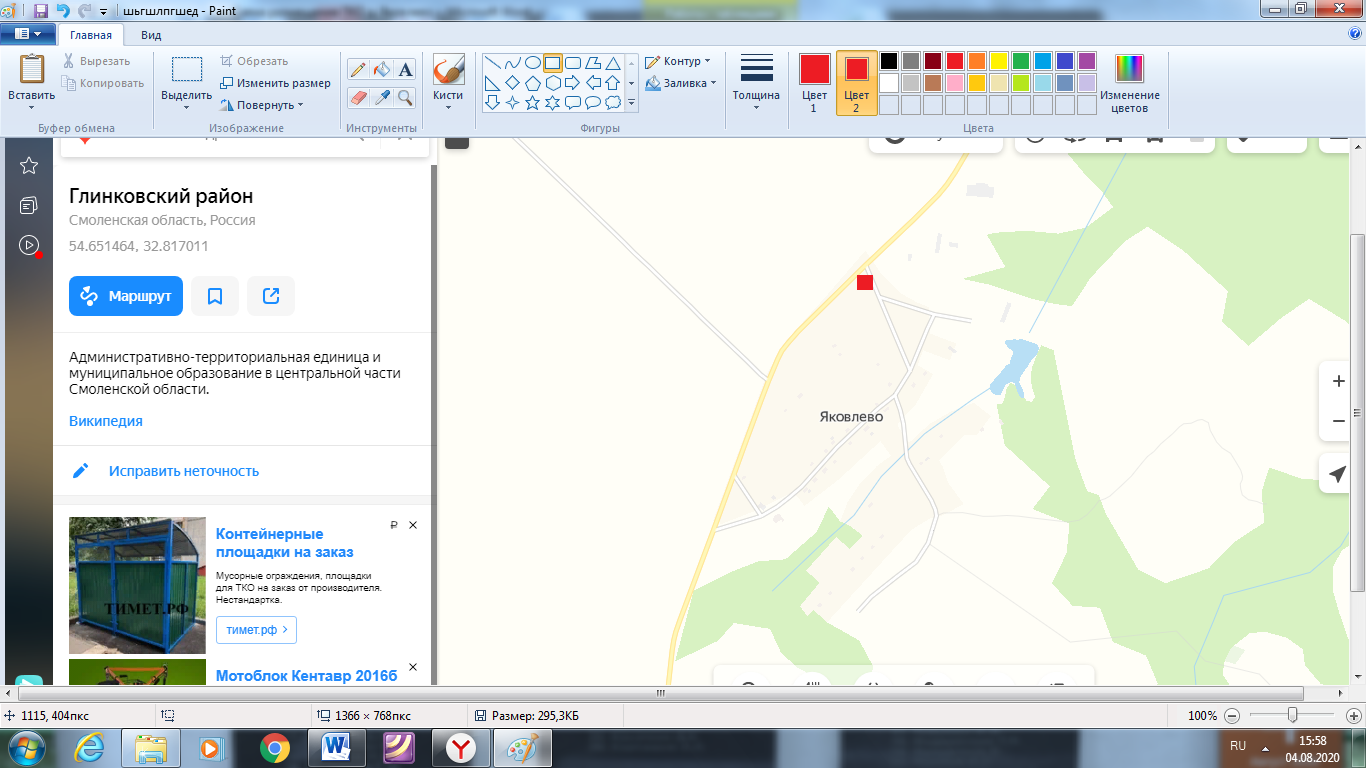 шьгшлпгшед - Paint
Главная
Вид
Вставить
Вырезать
Копировать
Буфер обмена
Выделить
Обрезать
Изменить размер
Повернуть
Изображение
A
Инструменты
Кисти
Фигуры
Контур
Заливка
Толщина
Цвет
1
Цвет
2
Изменение
цветов
Цвета
Глинковский район
Смоленская область, Россия
54.651464, 32.817011
Маршрут
Административно-территориальная единица и
муниципальное образование в центральной части
Смоленской области.
Википедия
Исправить неточность
Контейнерные
площадки на заказ
₽
Мусорные ограждения, площадки
для ТКО на заказ от производителя.
Нестандартка.
тимет.рф
ТИМЕТ.РФ
Мотоблок Кентавр 2016б
Яковлево
1115, 404пкс
1366 × 768пкс
Размер: 295,3КБ
100%
RU
15:58
04.08.2020